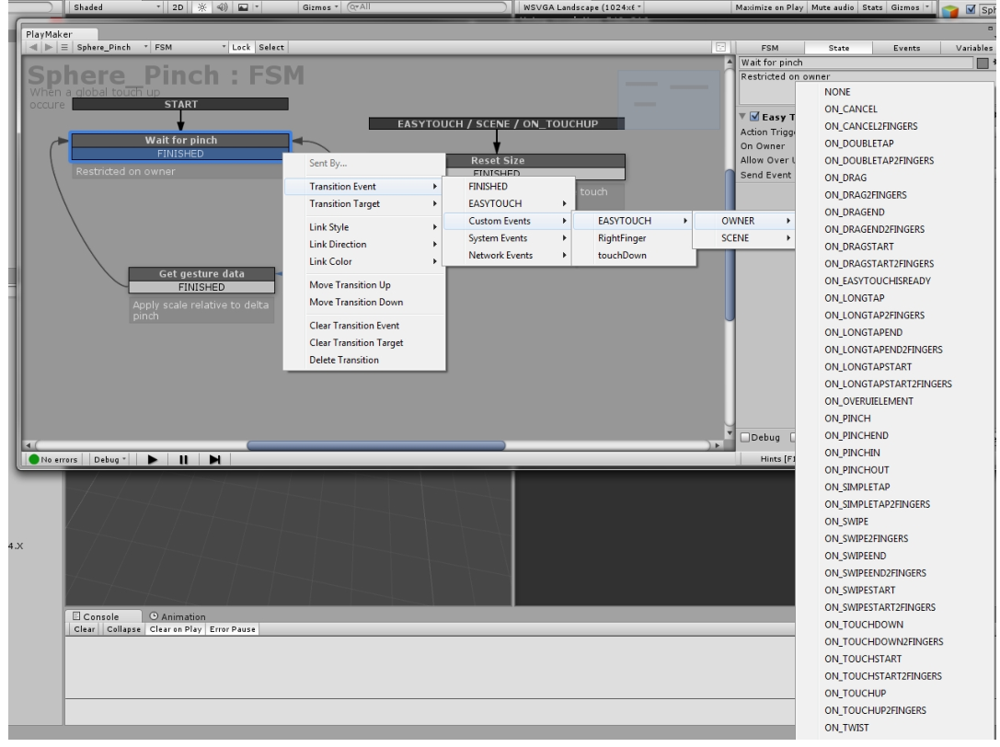 Shaded
2D
Gizmos
All
WSVGA Landscape (1024x6
Maximize on Play
Mute audio
Stats
Gizmos
Sph
PlayMaker
Sphere_Pinch
FSM
Lock
Select
FSM
State
Events
Variables
Sphere_Pinch : FSM
When a global touch up
occure
START
Wait for pinch
FINISHED
Restricted on owner
EASYTOUCH / SCENE / ON_TOUCHUP
Reset Size
FINISHED
touch
Get gesture data
FINISHED
Apply scale relative to delta
pinch
Sent By...
Transition Event
Transition Target
Link Style
Link Direction
Link Color
Move Transition Up
Move Transition Down
Clear Transition Event
Clear Transition Target
Delete Transition
FINISHED
EASYTOUCH
Custom Events
System Events
Network Events
EASYTOUCH
RightFinger
touchDown
OWNER
SCENE
Wait for pinch
Restricted on owner
Easy T
Action Trigg
On Owner
Allow Over U
Send Event
Debug
Hints [F1
NONE
ON_CANCEL
ON_CANCEL2FINGERS
ON_DOUBLETAP
ON_DOUBLETAP2FINGERS
ON_DRAG
ON_DRAG2FINGERS
ON_DRAGEND
ON_DRAGEND2FINGERS
ON_DRAGSTART
ON_DRAGSTART2FINGERS
ON_EASYTOUCHISREADY
ON_LONGTAP
ON_LONGTAP2FINGERS
ON_LONGTAPEND
ON_LONGTAPEND2FINGERS
ON_LONGTAPSTART
ON_LONGTAPSTART2FINGERS
ON_OVERUIELEMENT
ON_PINCH
ON_PINCHEND
ON_PINCHIN
ON_PINCHOUT
ON_SIMPLETAP
ON_SIMPLETAP2FINGERS
ON_SWIPE
ON_SWIPE2FINGERS
ON_SWIPEEND
ON_SWIPEEND2FINGERS
ON_SWIPESTART
ON_SWIPESTART2FINGERS
ON_TOUCHDOWN
ON_TOUCHDOWN2FINGERS
ON_TOUCHSTART
ON_TOUCHSTART2FINGERS
ON_TOUCHUP
ON_TOUCHUP2FINGERS
ON_TWIST
No errors
Debug
4.X
Console
Animation
Clear
Collapse
Clear on Play
Error Pause